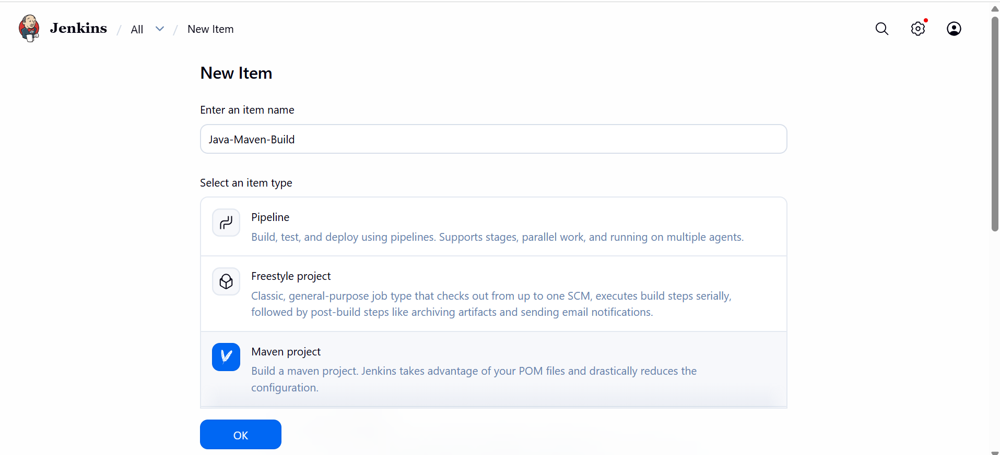 Jenkins / All / New Item
New Item
Enter an item name
Java-Maven-Build
Select an item type
Pipeline
Build, test, and deploy using pipelines. Supports stages, parallel work, and running on multiple agents.
Freestyle project
Classic, general-purpose job type that checks out from up to one SCM, executes build steps serially,
followed by post-build steps like archiving artifacts and sending email notifications.
Maven project
Build a maven project. Jenkins takes advantage of your POM files and drastically reduces the
configuration.
OK